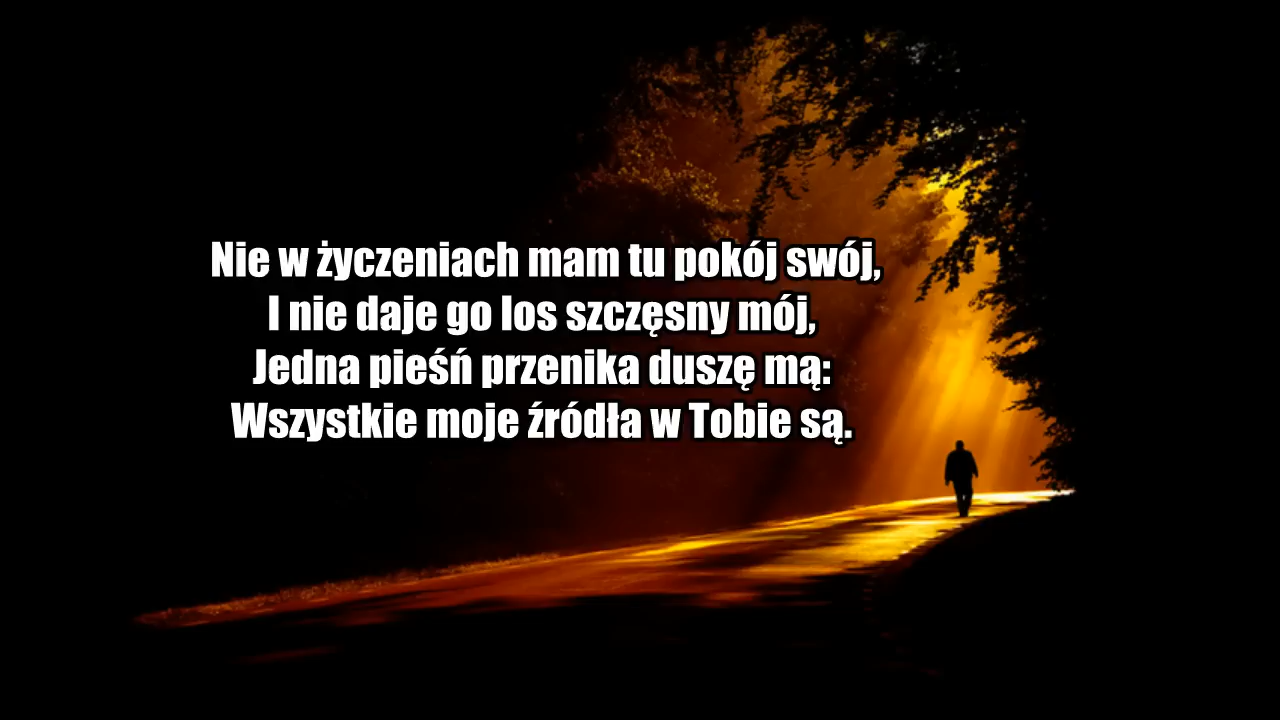 Nie w życzeniach mam tu pokój swój,
I nie daje go los szczęsny mój,
Jedna pieśń przenika duszę mą:
Wszystkie moje źródła w Tobie są.